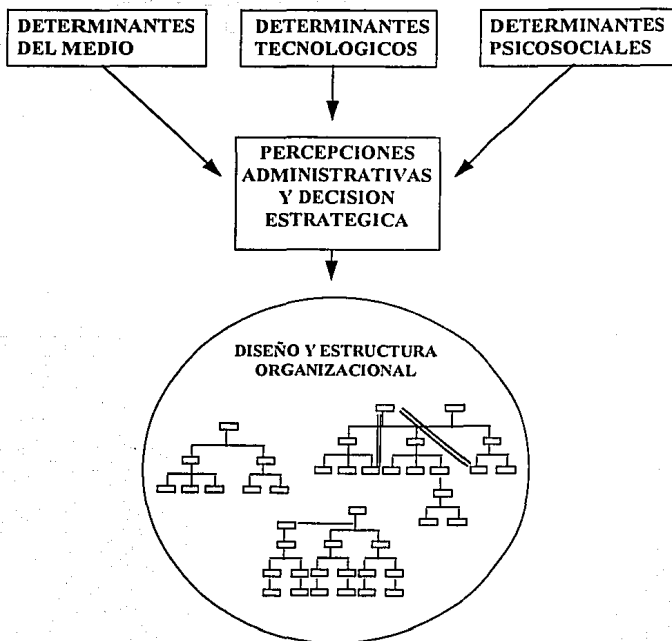 DETERMINANTES
DEL MEDIO
DETERMINANTES
TECNOLOGICOS
DETERMINANTES
PSICOSOCIALES
PERCEPCIONES
ADMINISTRATIVAS
Y DECISION
ESTRATEGICA
DISEÑO Y ESTRUCTURA
ORGANIZACIONAL